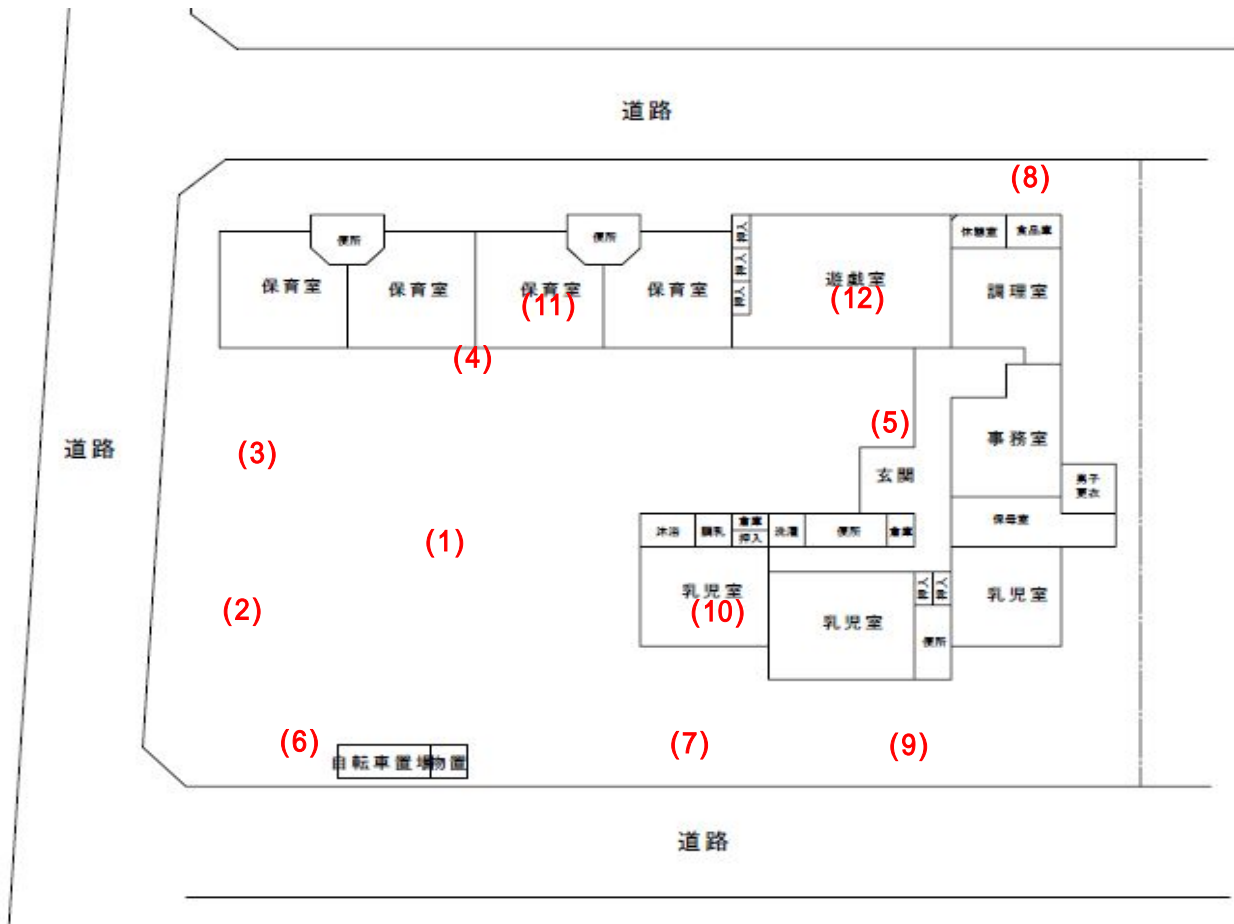 道路
(8)
便所
便所
押入
押入
押入
休憩室
食品庫
保育室
保育室
保育室
保育室
遊戯室
調理室
(11)
(12)
(4)
(5)
道路
(3)
事務室
玄関
男子
更衣
(1)
沐浴
調乳
倉庫
押入
洗濯
便所
倉庫
保母室
(2)
乳児室
(10)
乳児室
押入
押入
便所
乳児室
(6)
(7)
(9)
自転車置場
物置
道路